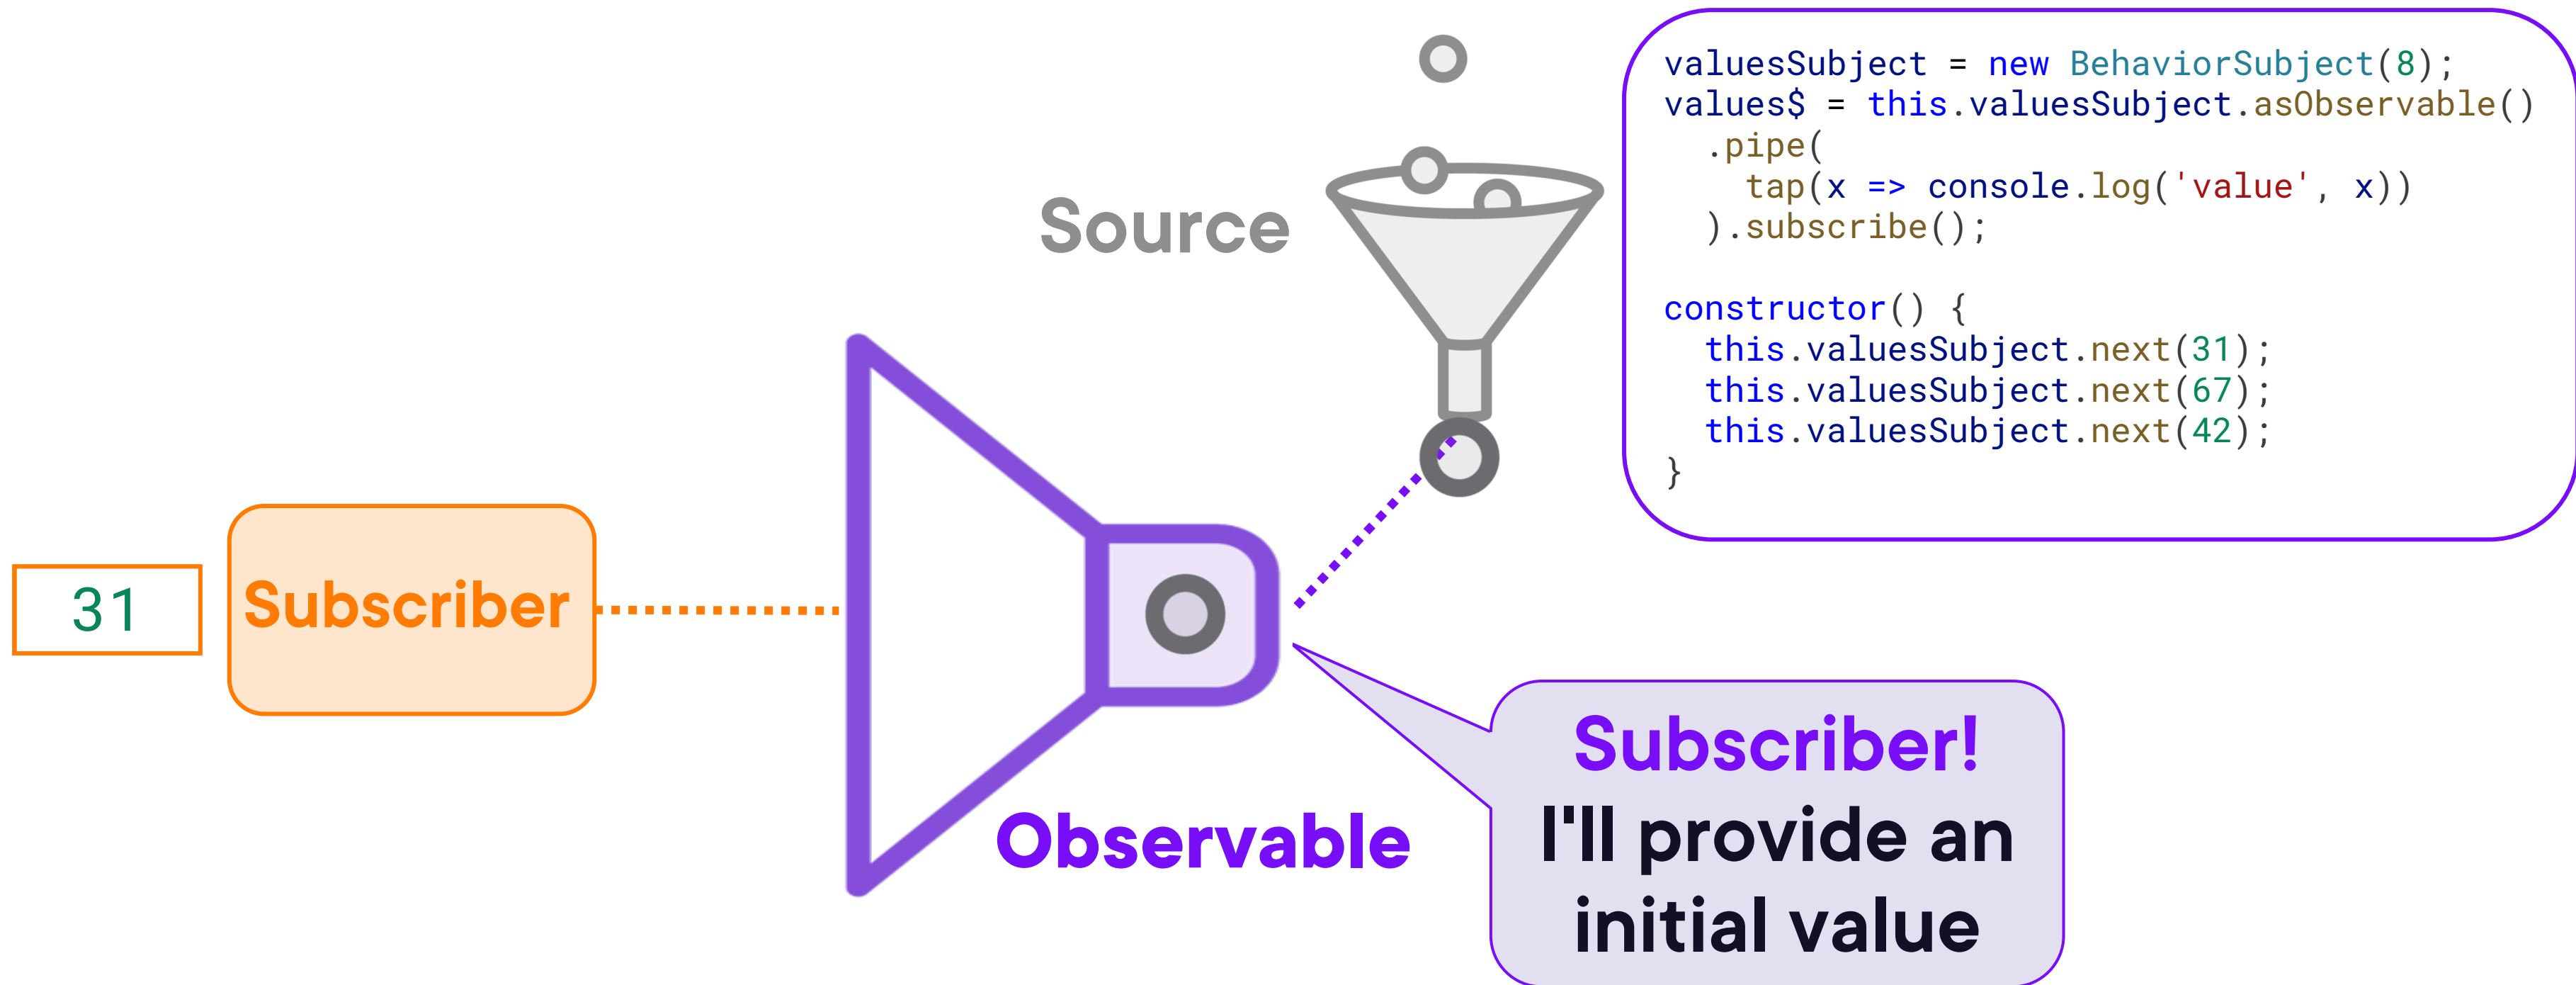 valuesSubject = new BehaviorSubject(8);
values$ = this.valuesSubject.asObservable()
  .pipe(
    tap(x => console.log('value', x))
  ).subscribe();

constructor() {
  this.valuesSubject.next(31);
  this.valuesSubject.next(67);
  this.valuesSubject.next(42);
}
Source
31
Subscriber
Observable
Subscriber!
I'll provide an
initial value